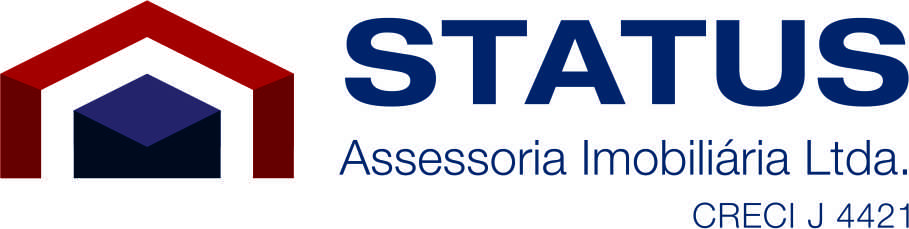 STATUS
Assessoria Imobiliária Ltda.
CRECI J 4421